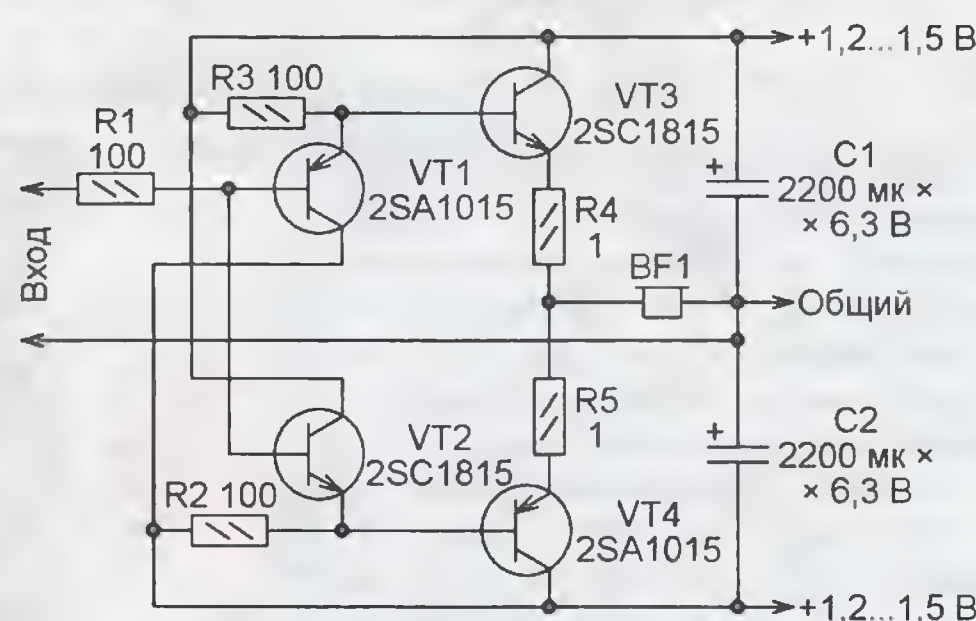 +1,2...1,5 В
R3 100
VT3
2SC1815
R1
100
VT1
2SA1015
C1
2200 мк ×
× 6,3 В
+
R4
1
Вход
BF1
Общий
R5
1
VT2
2SC1815
C2
2200 мк ×
× 6,3 В
+
R2 100
VT4
2SA1015
+1,2...1,5 В